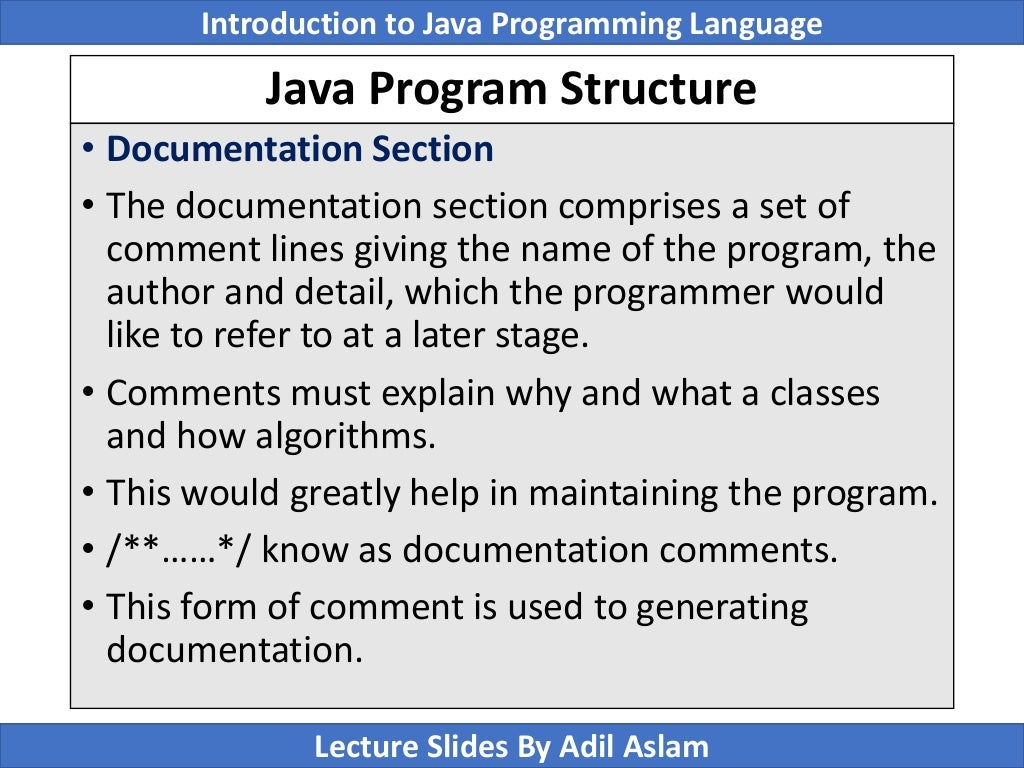 Introduction to Java Programming Language
Java Program Structure
• Documentation Section
• The documentation section comprises a set of
comment lines giving the name of the program, the
author and detail, which the programmer would
like to refer to at a later stage.
• Comments must explain why and what a classes
and how algorithms.
• This would greatly help in maintaining the program.
• /**……*/ know as documentation comments.
• This form of comment is used to generating
documentation.
Lecture Slides By Adil Aslam